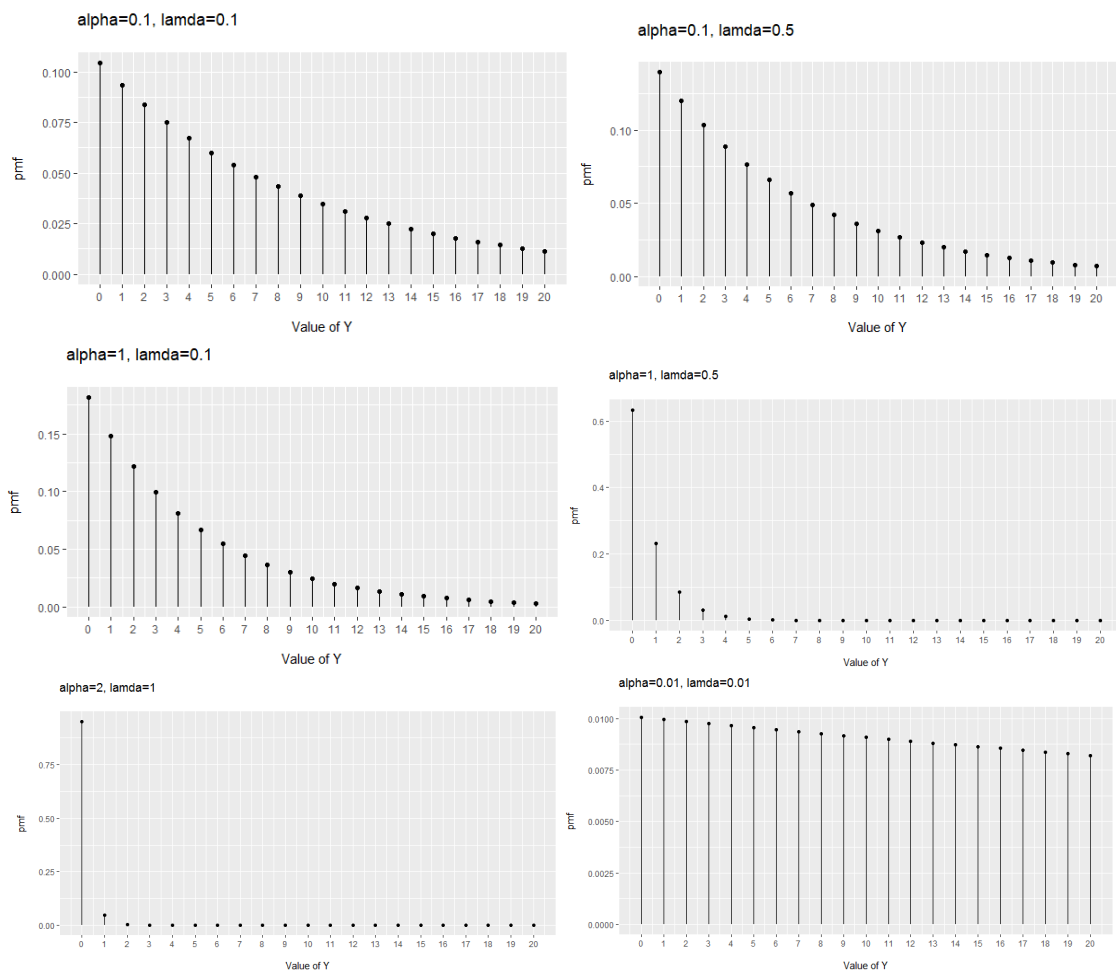 alpha=0.1, lamda=0.1
0.100
0.075
0.050
0.025
0.000
pmf
0 1 2 3 4 5 6 7 8 9 10 11 12 13 14 15 16 17 18 19 20
Value of Y
alpha=0.1, lamda=0.5
0.10
0.05
0.00
pmf
0 1 2 3 4 5 6 7 8 9 10 11 12 13 14 15 16 17 18 19 20
Value of Y
alpha=1, lamda=0.1
0.15
0.10
0.05
0.00
pmf
0 1 2 3 4 5 6 7 8 9 10 11 12 13 14 15 16 17 18 19 20
Value of Y
alpha=1, lamda=0.5
0.6
0.4
0.2
0.0
pmf
0 1 2 3 4 5 6 7 8 9 10 11 12 13 14 15 16 17 18 19 20
Value of Y
alpha=2, lamda=1
0.75
0.50
0.25
0.00
pmf
0 1 2 3 4 5 6 7 8 9 10 11 12 13 14 15 16 17 18 19 20
Value of Y
alpha=0.01, lamda=0.01
0.0100
0.0075
0.0050
0.0025
0.0000
pmf
0 1 2 3 4 5 6 7 8 9 10 11 12 13 14 15 16 17 18 19 20
Value of Y